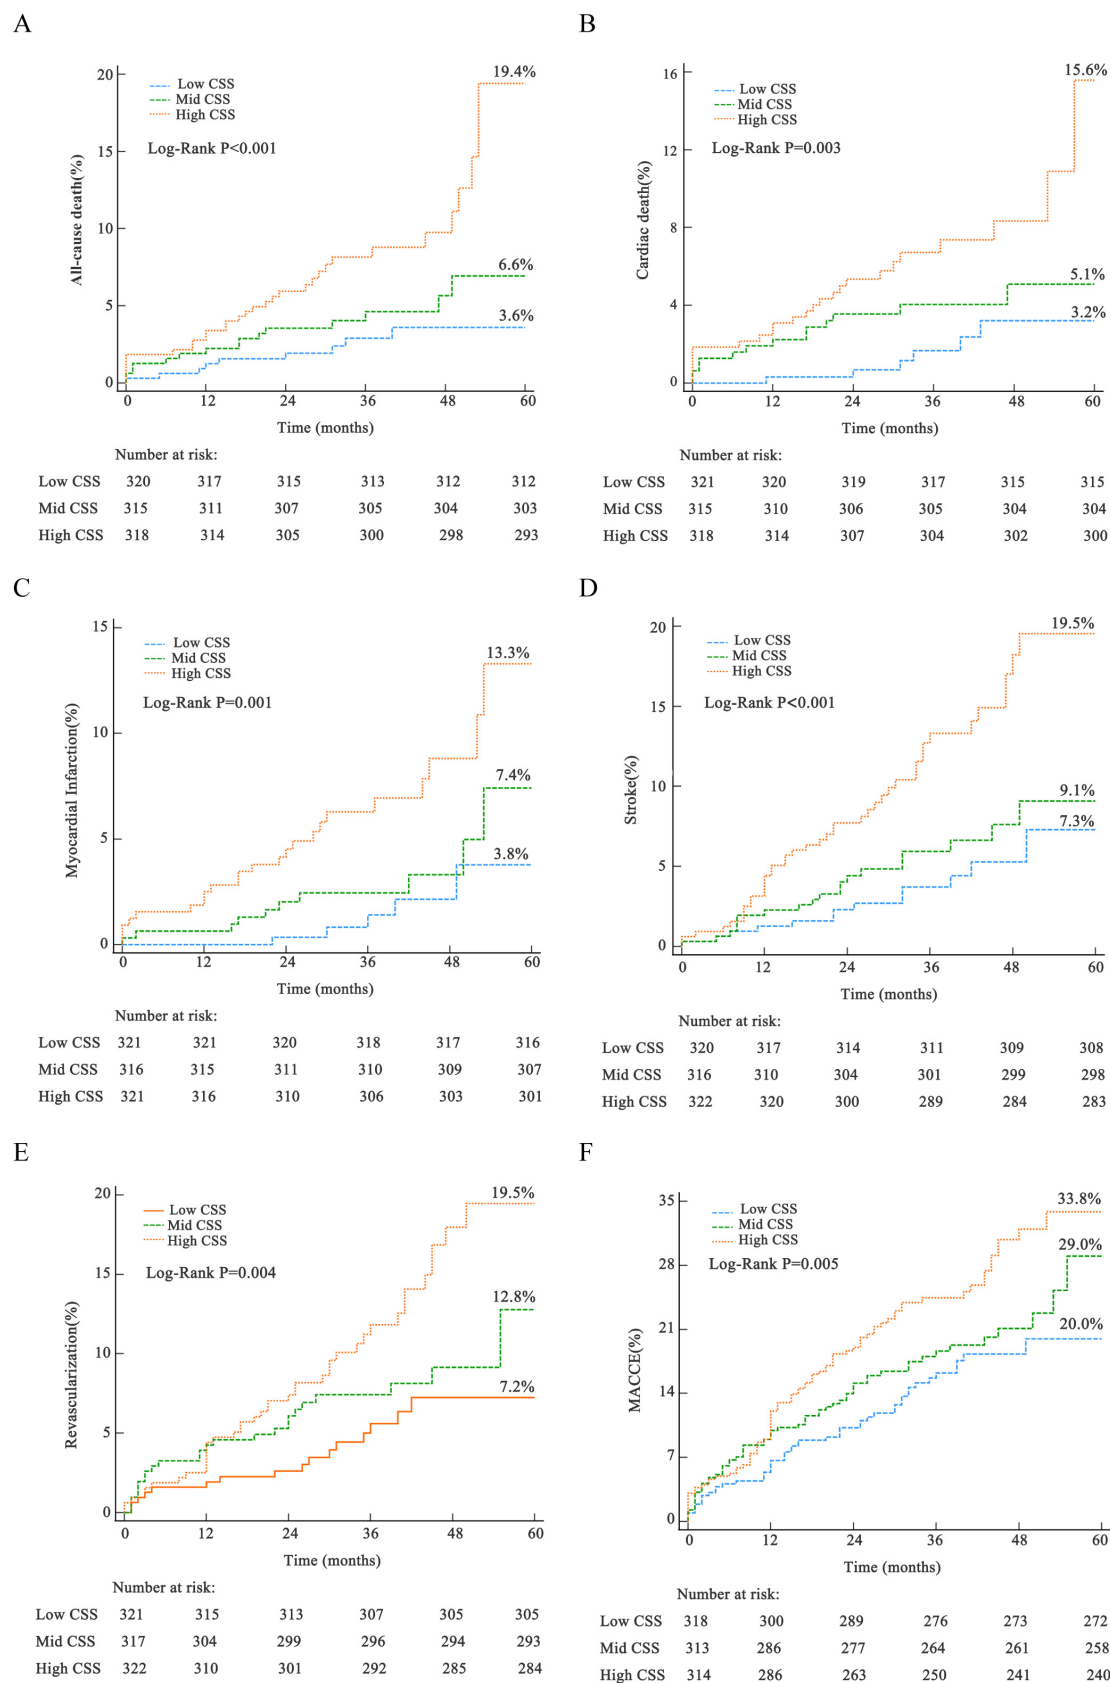 A
20
15
10
5
0
All-cause death(%)
Low CSS
Mid CSS
High CSS
Log-Rank P<0.001
19.4%
6.6%
3.6%
0 12 24 36 48 60
Time (months)
Number at risk:
Low CSS 320 317 315 313 312 312
Mid CSS 315 311 307 305 304 303
High CSS 318 314 305 300 298 293
B
16
12
8
4
0
Cardiac death(%)
Low CSS
Mid CSS
High CSS
Log-Rank P=0.003
15.6%
5.1%
3.2%
0 12 24 36 48 60
Time (months)
Number at risk:
Low CSS 321 320 319 317 315 315
Mid CSS 315 310 306 305 304 304
High CSS 318 314 307 304 302 300
C
15
10
5
0
Myocardial Infarction(%)
Low CSS
Mid CSS
High CSS
Log-Rank P=0.001
13.3%
7.4%
3.8%
0 12 24 36 48 60
Time (months)
Number at risk:
Low CSS 321 321 320 318 317 316
Mid CSS 316 315 311 310 309 307
High CSS 321 316 310 306 303 301
D
20
15
10
5
0
Stroke(%)
Low CSS
Mid CSS
High CSS
Log-Rank P<0.001
19.5%
9.1%
7.3%
0 12 24 36 48 60
Time (months)
Number at risk:
Low CSS 320 317 314 311 309 308
Mid CSS 316 310 304 301 299 298
High CSS 322 320 300 289 284 283
E
20
15
10
5
0
Revascularization(%)
Low CSS
Mid CSS
High CSS
Log-Rank P=0.004
19.5%
12.8%
7.2%
0 12 24 36 48 60
Time (months)
Number at risk:
Low CSS 321 315 313 307 305 305
Mid CSS 317 304 299 296 294 293
High CSS 322 310 301 292 285 284
F
35
28
21
14
7
0
MACCE(%)
Low CSS
Mid CSS
High CSS
Log-Rank P=0.005
33.8%
29.0%
20.0%
0 12 24 36 48 60
Time (months)
Number at risk:
Low CSS 318 300 289 276 273 272
Mid CSS 313 286 277 264 261 258
High CSS 314 286 263 250 241 240